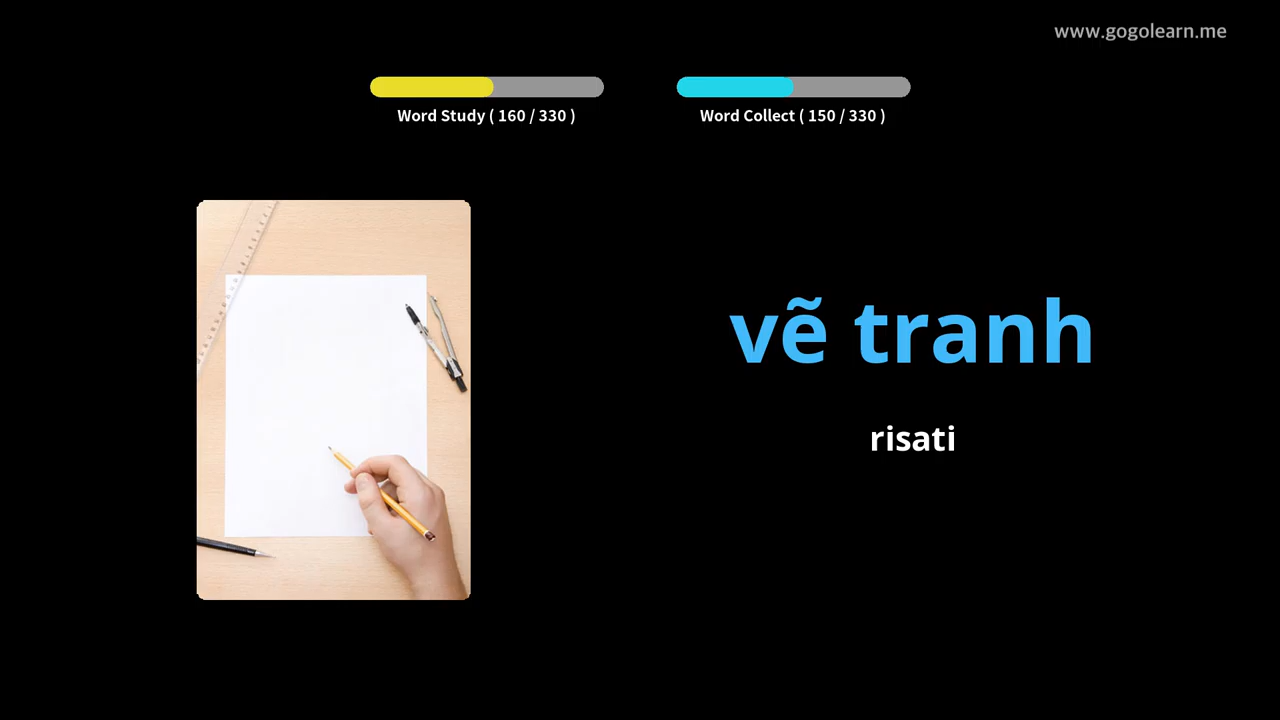 www.gogolearn.me
Word Study ( 160 / 330 )
Word Collect ( 150 / 330 )
vẽ tranh
risati